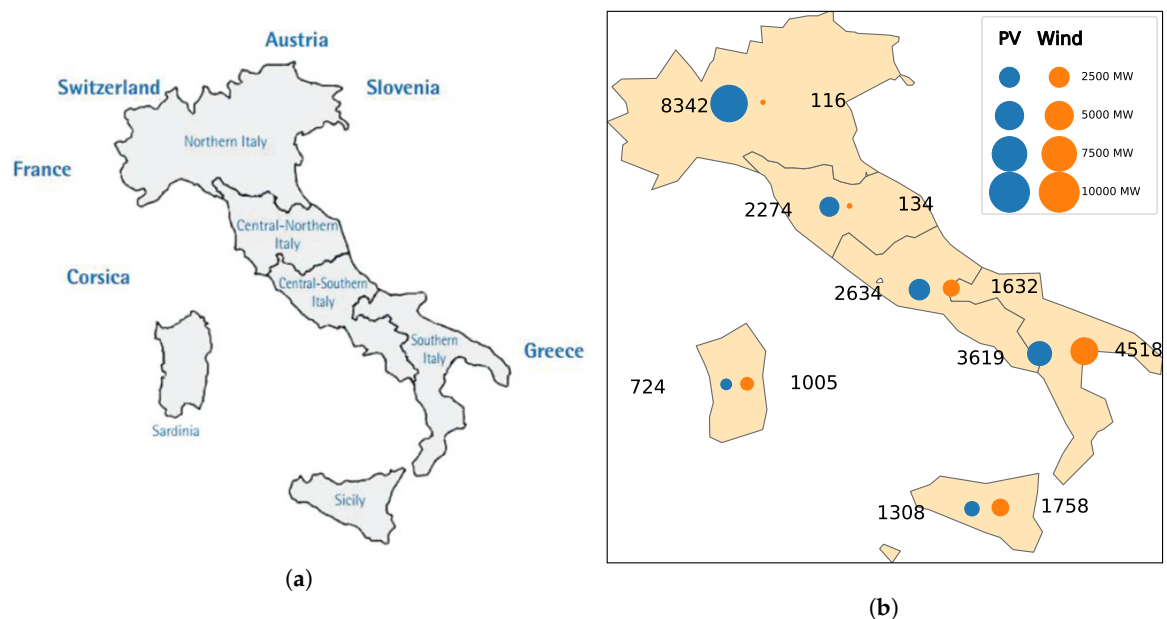 Austria
Switzerland
Slovenia
Northern Italy
France
Central-Northern
Italy
Corsica
Central-Southern
Italy
Southern
Italy
Greece
Sardinia
Sicily
(a)
PV Wind
2500 MW
5000 MW
7500 MW
10000 MW
8342 116
2274 134
2634 1632
3619 4518
724 1005
1308 1758
(b)